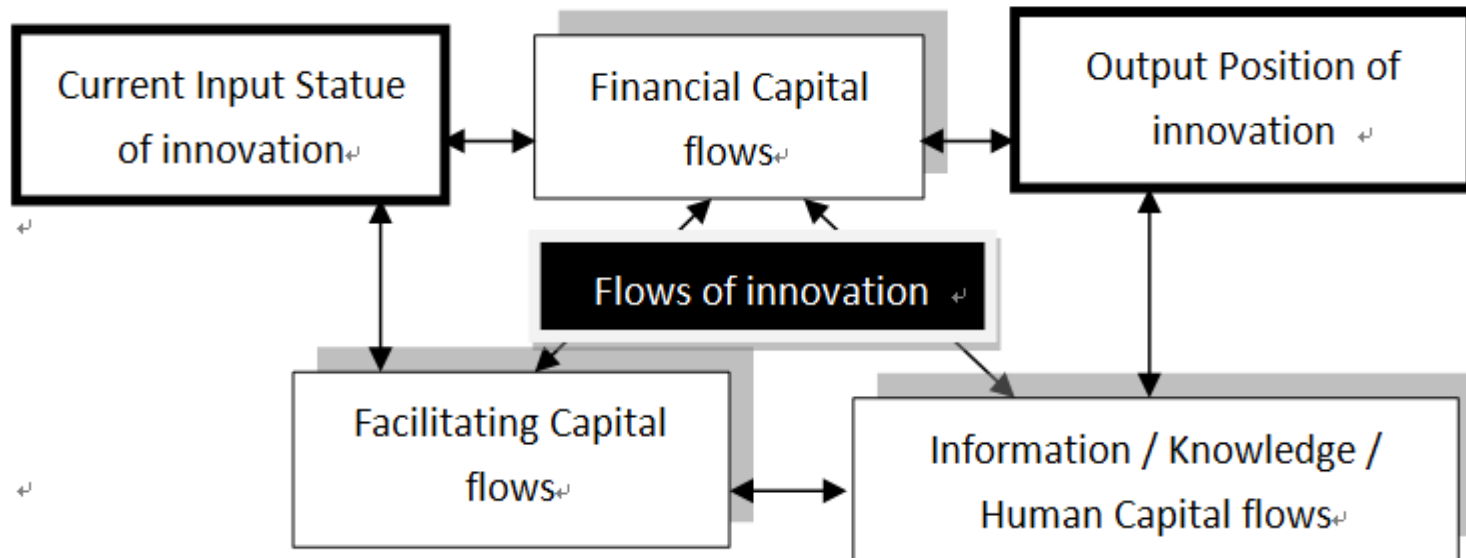 Current Input Statue
of innovation
Financial Capital
flows
Output Position of
innovation
Flows of innovation
Facilitating Capital
flows
Information / Knowledge /
Human Capital flows